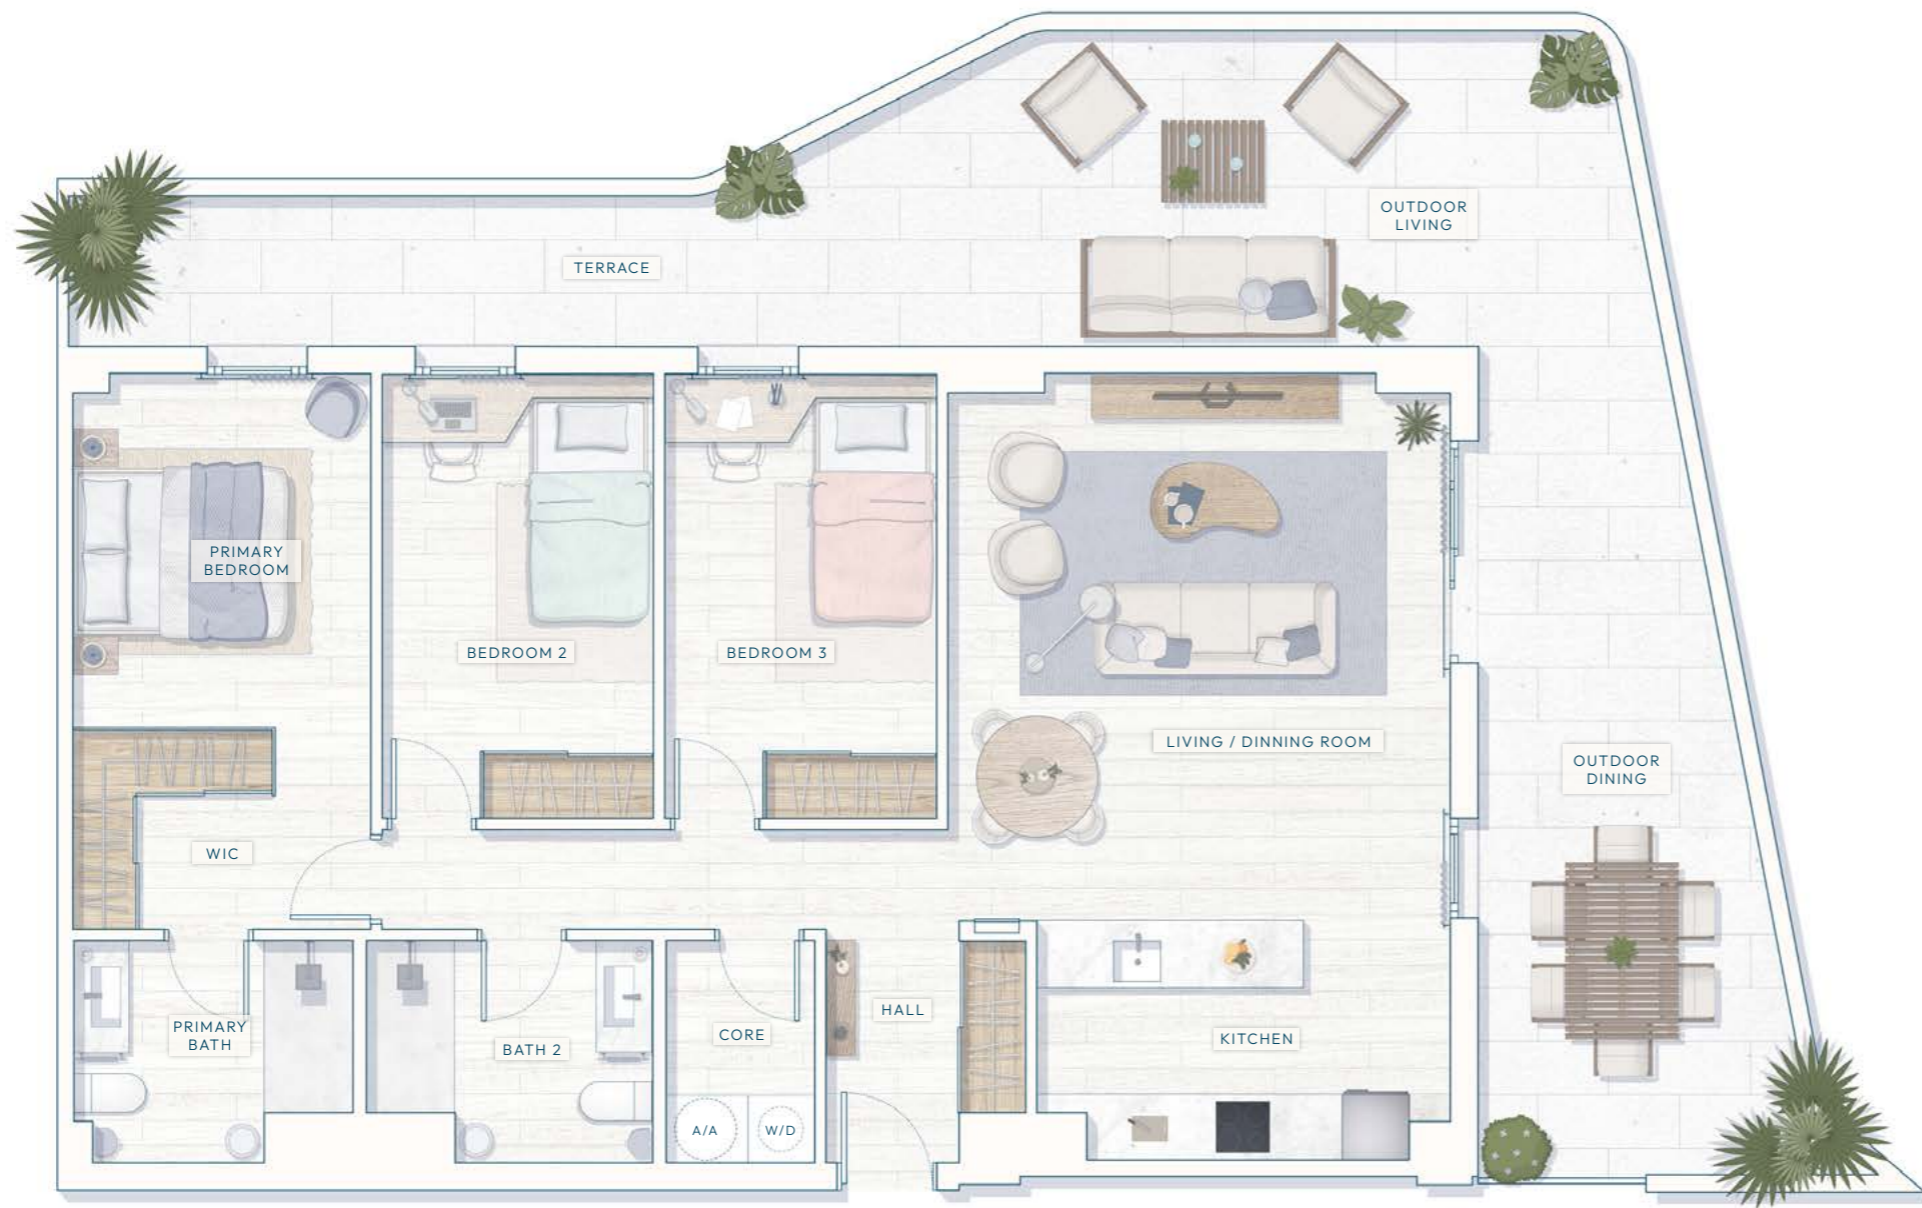 OUTDOOR
LIVING
TERRACE
PRIMARY
BEDROOM
BEDROOM 2
BEDROOM 3
LIVING / DINNING ROOM
OUTDOOR
DINING
WIC
HALL
PRIMARY
BATH
BATH 2
CORE
KITCHEN
A/A
W/D